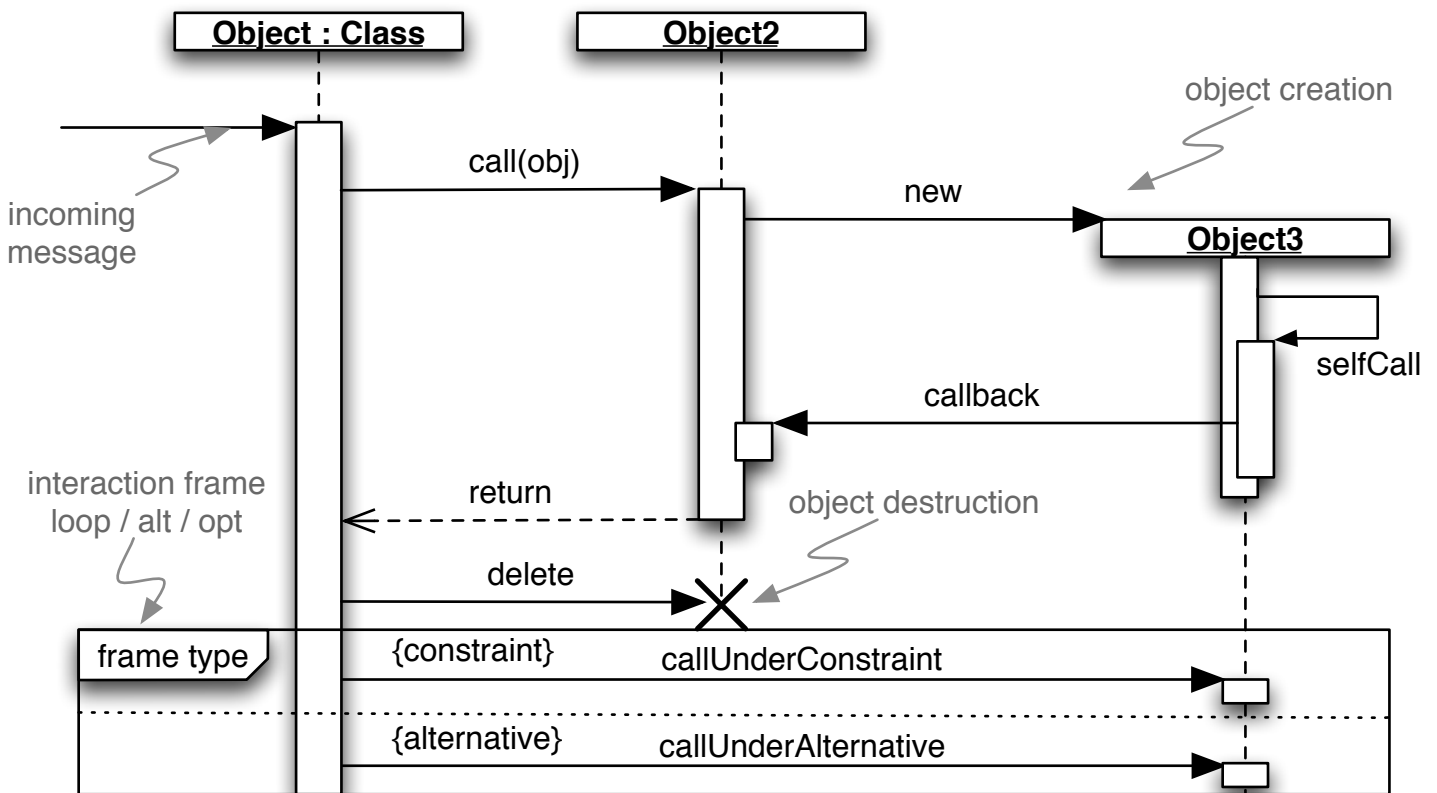 Object : Class
Object2
object creation
call(obj)
new
incoming
message
Object3
selfCall
callback
interaction frame
loop / alt / opt
return
object destruction
delete
frame type
{constraint}
callUnderConstraint
{alternative}
callUnderAlternative